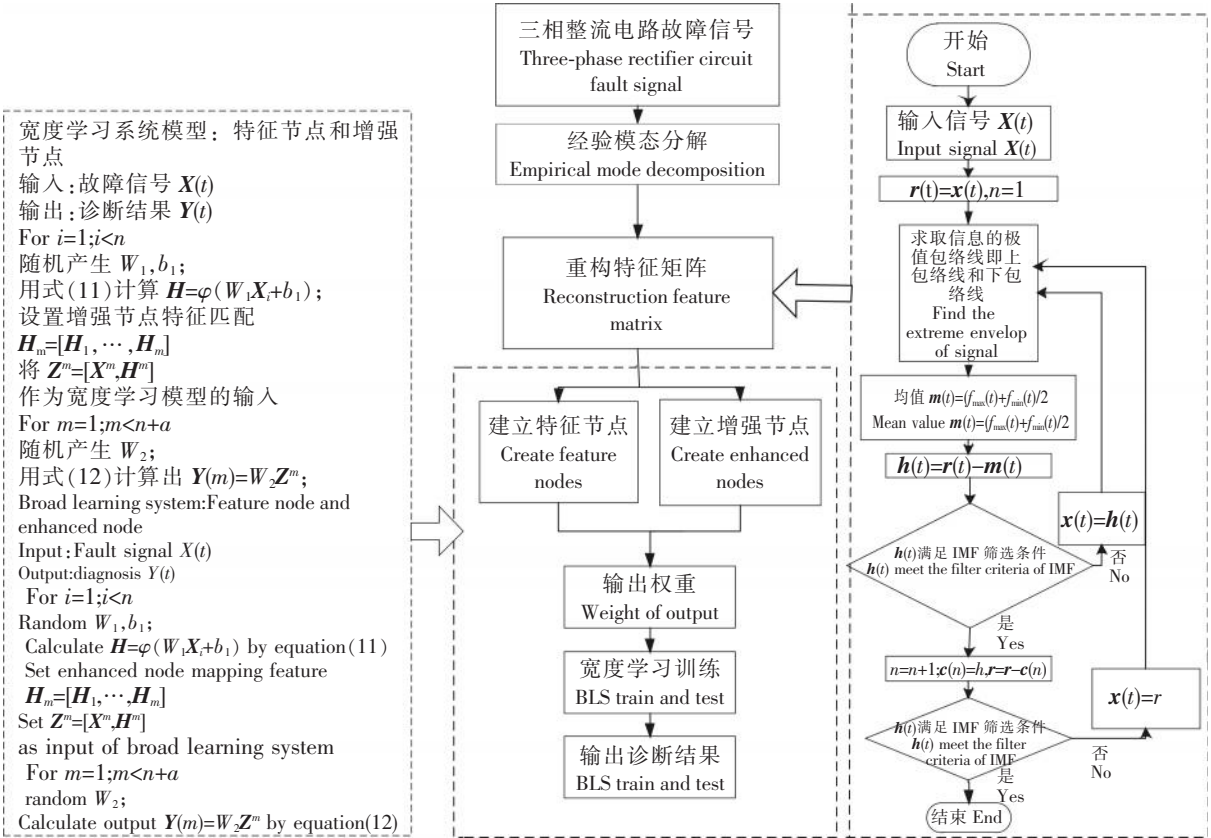 宽度学习系统模型：特征节点和增强
节点
输入：故障信号 X(t)
输出：诊断结果 Y(t)
For i=1;i<n
随机产生 W₁,b₁;
用式(11)计算 H=φ(W₁Xᵢ+b₁);
设置增强节点特征匹配
Hₘ=[H₁,⋯,Hₘ]
将 Zᵐ=[Xᵐ,Hᵐ]
作为宽度学习模型的输入
For m=1;m<n+a
随机产生 W₂;
用式(12)计算出 Y(m)=W₂Zᵐ;
Broad learning system:Feature node and
enhanced node
Input:Fault signal X(t)
Output:diagnosis Y(t)
For i=1;i<n
Random W₁,b₁;
Calculate H=φ(W₁Xᵢ+b₁) by equation(11)
Set enhanced node mapping feature
Hₘ=[H₁,⋯,Hₘ]
Set Zᵐ=[Xᵐ,Hᵐ]
as input of broad learning system
For m=1;m<n+a
random W₂;
Calculate output Y(m)=W₂Zᵐ by equation(12)
三相整流电路故障信号
Three-phase rectifier circuit
fault signal
经验模态分解
Empirical mode decomposition
重构特征矩阵
Reconstruction feature
matrix
建立特征节点
Create feature
nodes
建立增强节点
Create enhanced
nodes
输出权重
Weight of output
宽度学习训练
BLS train and test
输出诊断结果
BLS train and test
开始
Start
输入信号 X(t)
Input signal X(t)
r(t)=x(t),n=1
求取信息的极
值包络线即上
包络线和下包
络线
Find the
extreme envelop
of signal
均值 m(t)=(fmax(t)+fmin(t)/2
Mean value m(t)=(fmax(t)+fmin(t)/2
h(t)=r(t)−m(t)
x(t)=h(t)
h(t)满足 IMF 筛选条件
h(t) meet the filter criteria of IMF
否
No
是
Yes
n=n+1;c(n)=h,r=r−c(n)
x(t)=r
h(t)满足 IMF 筛选条件
h(t) meet the filter
criteria of IMF
否
No
是
Yes
结束 End